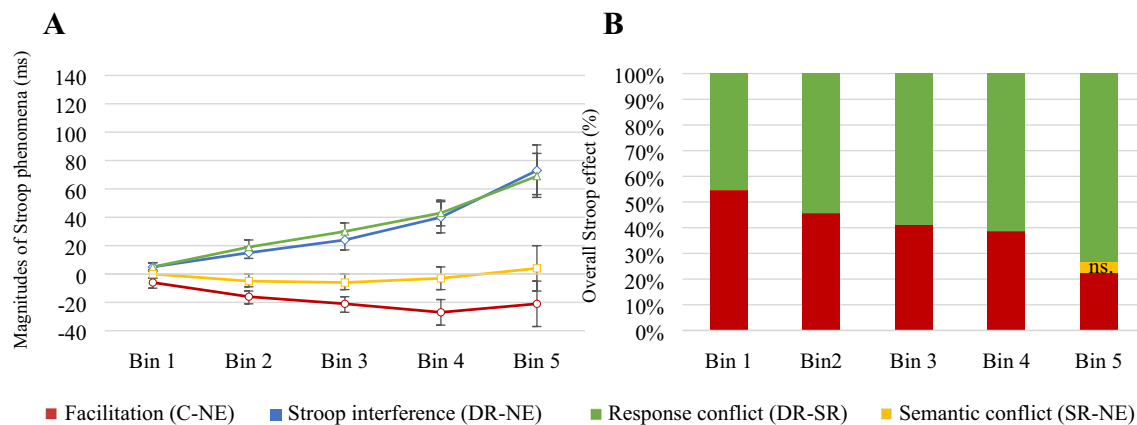 A
Magnitudes of Stroop phenomena (ms)
140
120
100
80
60
40
20
0
-20
-40
Bin 1 Bin 2 Bin 3 Bin 4 Bin 5
B
Overall Stroop effect (%)
100%
90%
80%
70%
60%
50%
40%
30%
20%
10%
0%
ns.
Bin 1 Bin2 Bin 3 Bin 4 Bin 5
Facilitation (C-NE) Stroop interference (DR-NE) Response conflict (DR-SR) Semantic conflict (SR-NE)